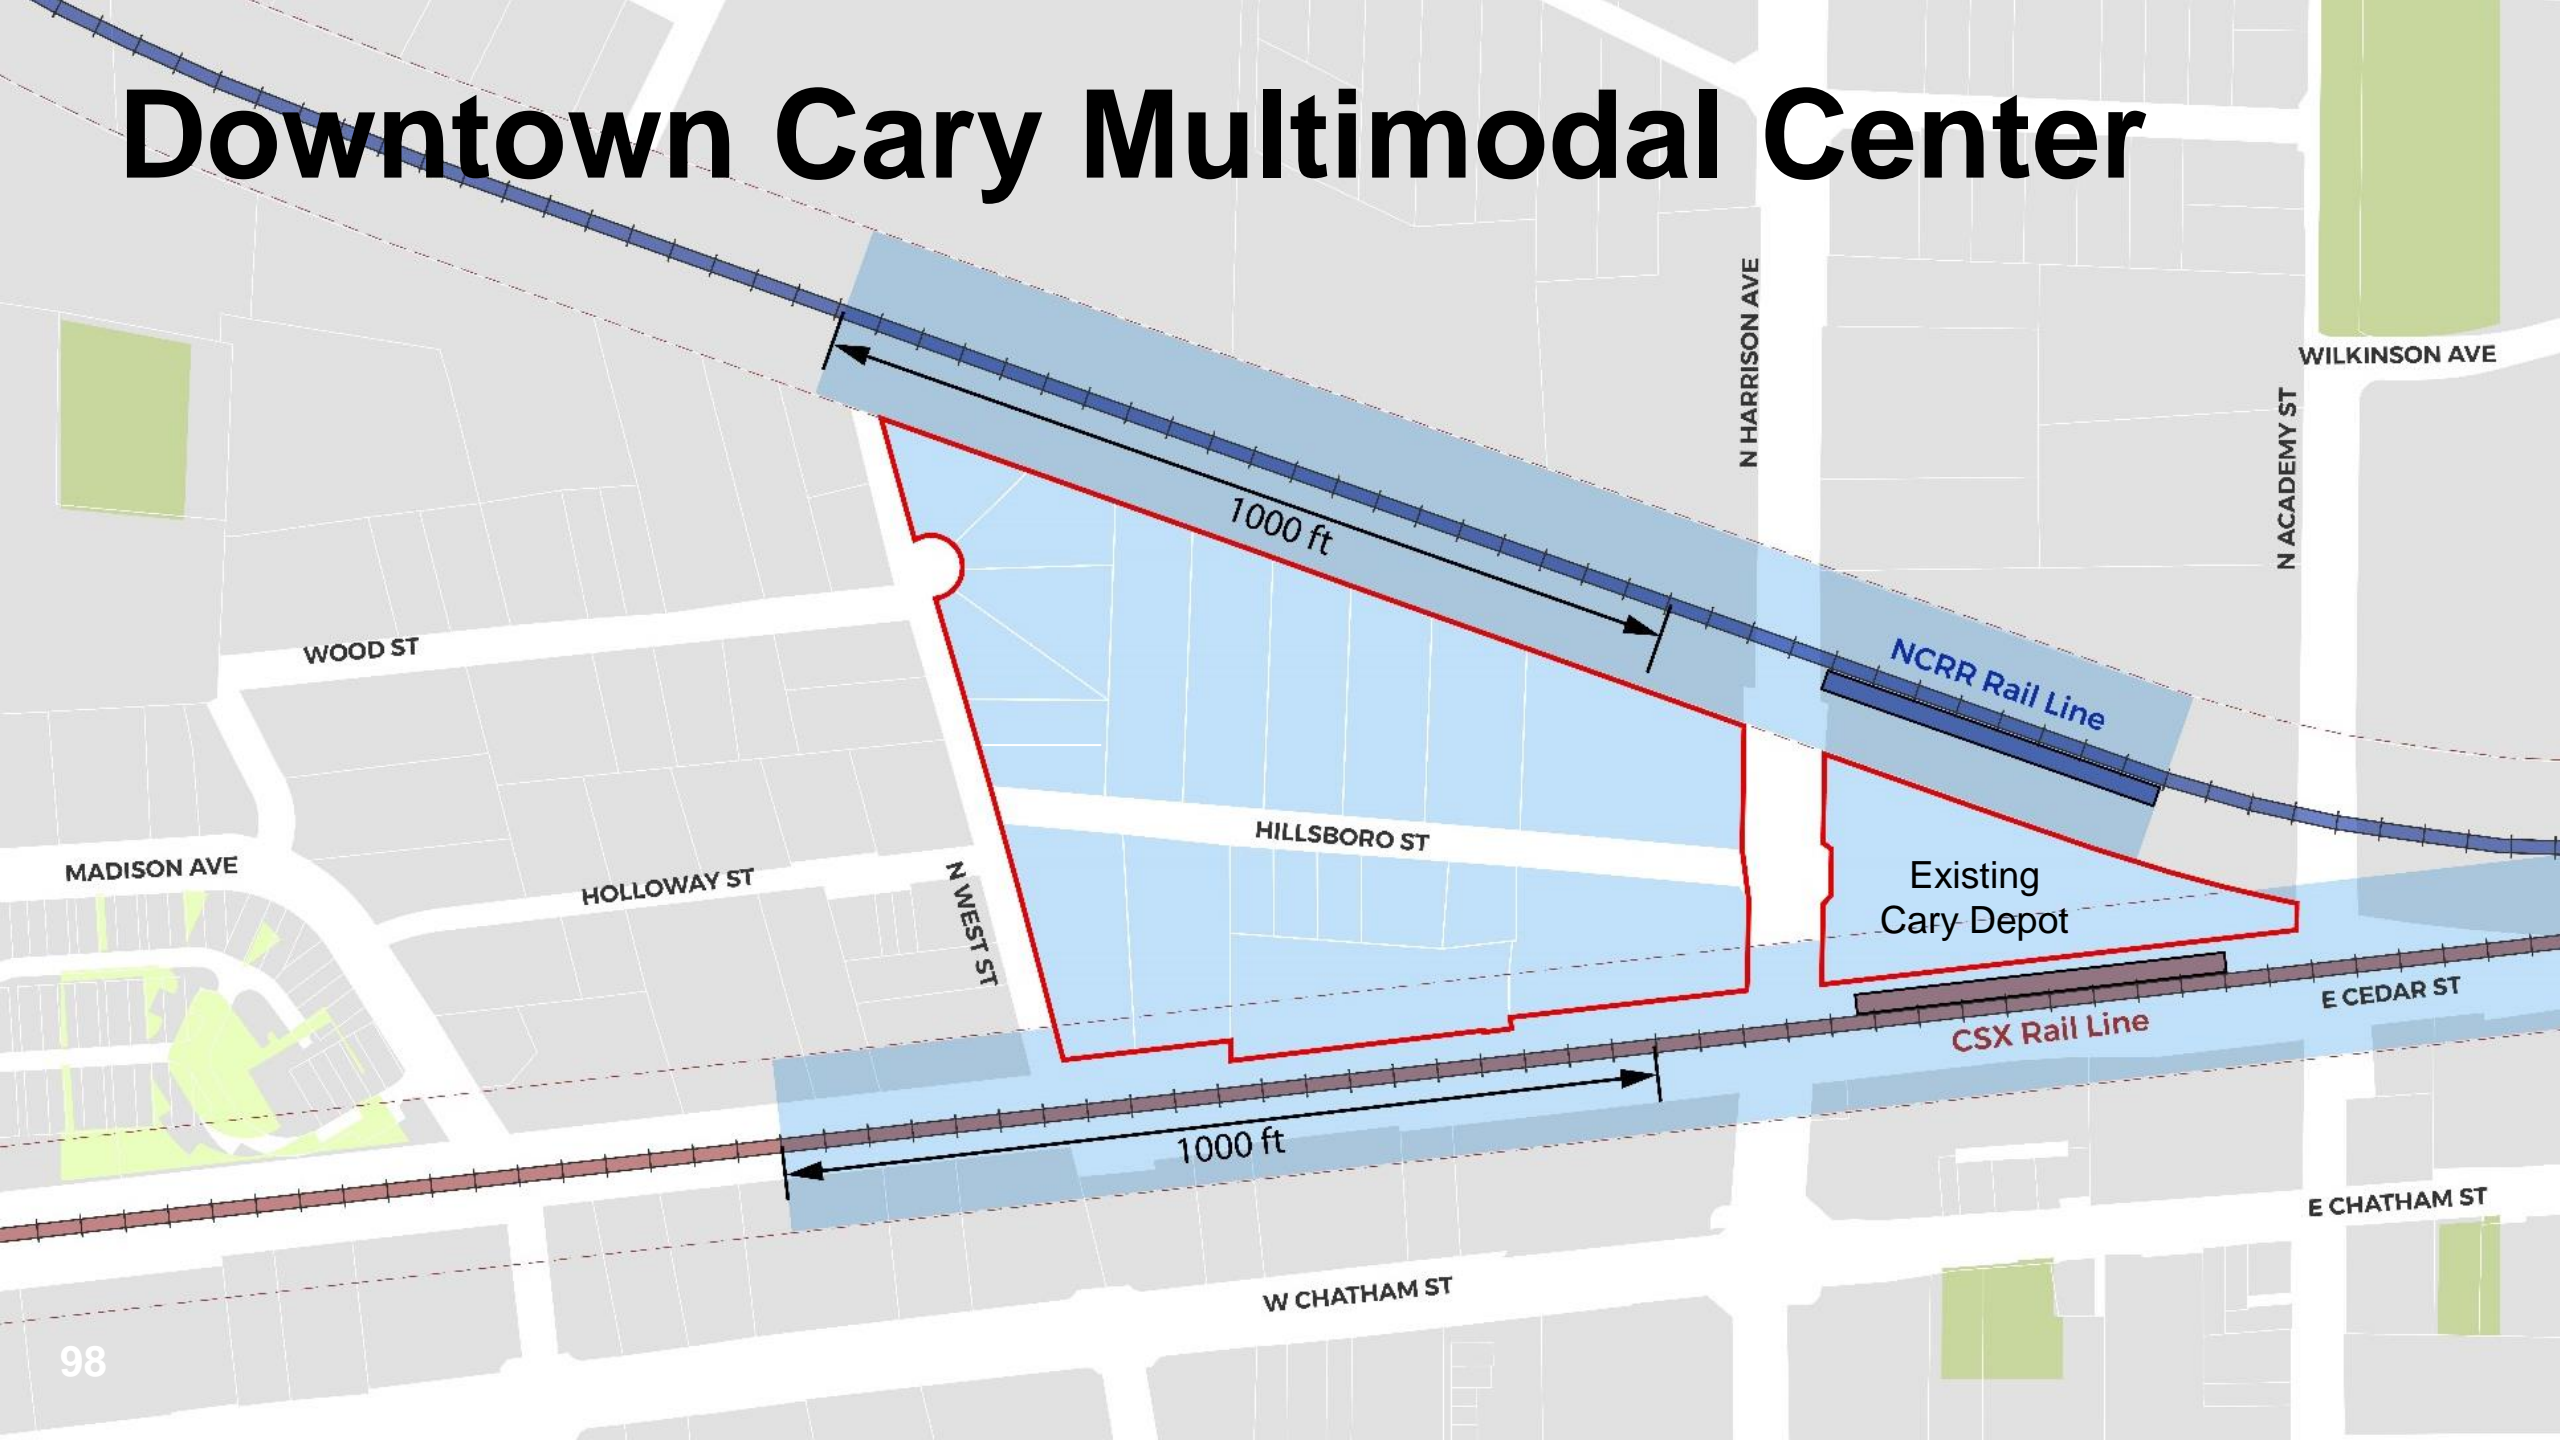 Downtown Cary Multimodal Center
N HARRISON AVE
WILKINSON AVE
N ACADEMY ST
1000 ft
NCRR Rail Line
WOOD ST
HILLSBORO ST
MADISON AVE
HOLLOWAY ST
N WEST ST
Existing
Cary Depot
E CEDAR ST
CSX Rail Line
1000 ft
E CHATHAM ST
W CHATHAM ST
98